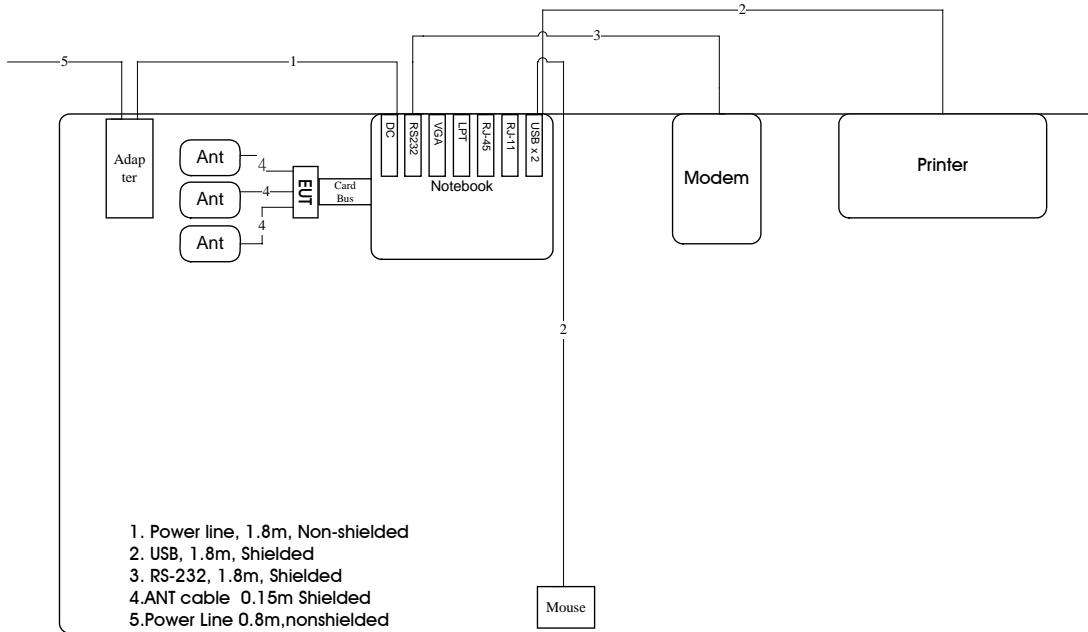 2
3
5
1
DC
RS232
VGA
LPT
RJ-45
RJ-11
USB x 2
Adap
ter
Ant
4
Ant
4
Ant
4
EUT
Card
Bus
Notebook
Modem
Printer
2
1. Power line, 1.8m, Non-shielded
2. USB, 1.8m, Shielded
3. RS-232, 1.8m, Shielded
4.ANT cable 0.15m Shielded
5.Power Line 0.8m,nonshielded
Mouse